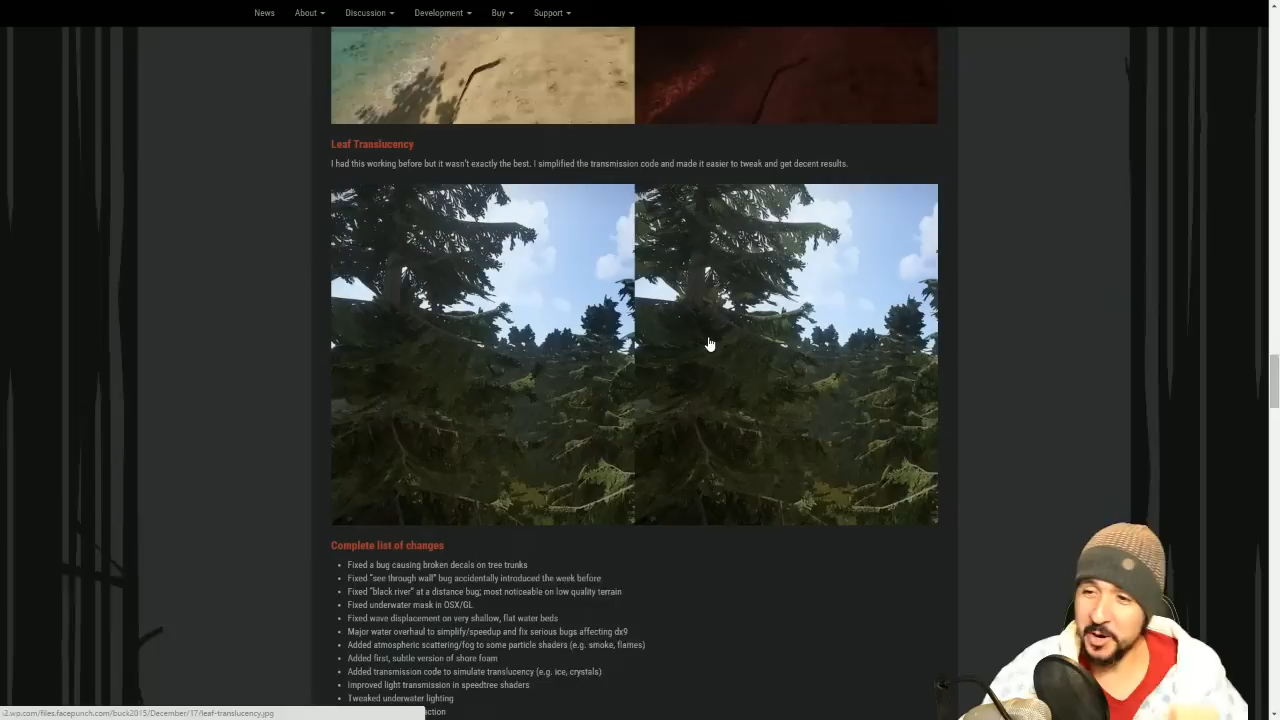 News About Discussion Development Buy Support
Leaf Translucency
I had this working before but it wasn't exactly the best. I simplified the transmission code and made it easier to tweak and get decent results.
Complete list of changes
• Fixed a bug causing broken decals on tree trunks
• Fixed "see through wall" bug accidentally introduced the week before
• Fixed "black river" at a distance bug; most noticeable on low quality terrain
• Fixed underwater mask in OSX/GL
• Fixed wave displacement on very shallow, flat water beds
• Major water overhaul to simplify/speedup and fix serious bugs affecting dx9
• Added atmospheric scattering/fog to some particle shaders (e.g. smoke, flames)
• Added first, subtle version of shore foam
• Added transmission code to simulate translucency (e.g. ice, crystals)
• Improved light transmission in speedtree shaders
• Tweaked underwater lighting
2.wp.com/files.facepunch.com/buck2015/December/17/leaf-translucency.jpg